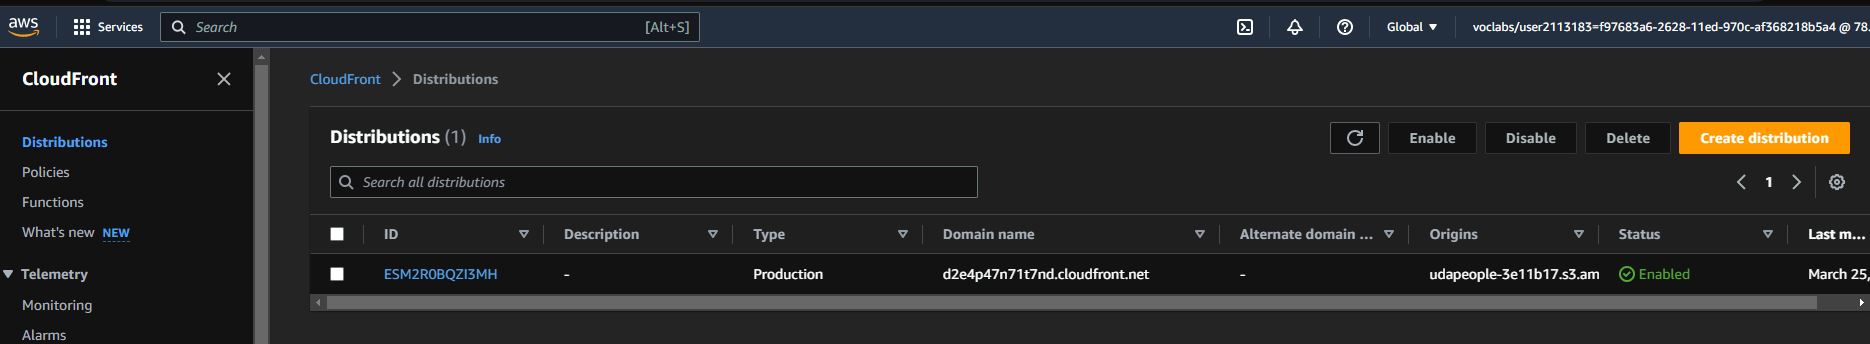 aws
Services
Search
[Alt+S]
Global
voclabs/user2113183=f97683a6-2628-11ed-970c-af368218b5a4 @ 78.
CloudFront
Distributions
Policies
Functions
What's new NEW
Telemetry
Monitoring
Alarms
CloudFront > Distributions
Distributions (1) Info
Enable
Disable
Delete
Create distribution
Search all distributions
1
ID Description Type Domain name Alternate domain ... Origins Status Last m...
ESM2R0BQZI3MH - Production d2e4p47n71t7nd.cloudfront.net - udapeople-3e11b17.s3.am Enabled March 25,